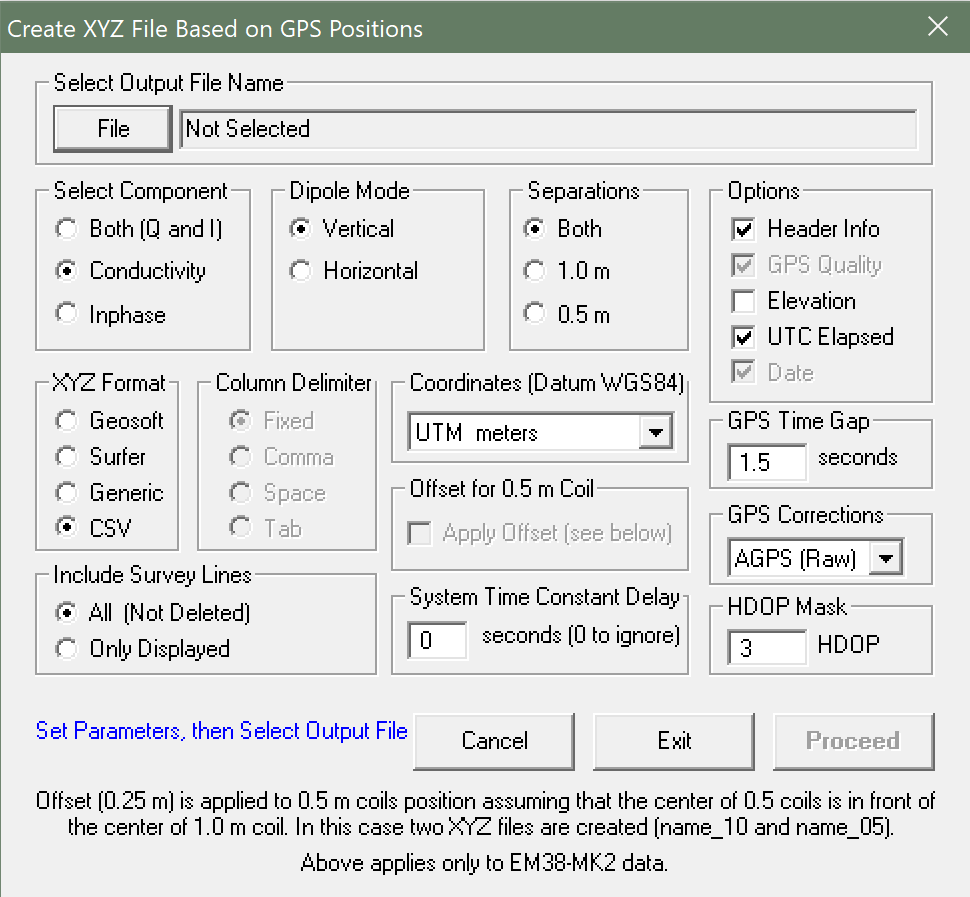 Create XYZ File Based on GPS Positions
Select Output File Name
File
Not Selected
Select Component
Both (Q and I)
Conductivity
Inphase
Dipole Mode
Vertical
Horizontal
Separations
Both
1.0 m
0.5 m
Options
Header Info
GPS Quality
Elevation
UTC Elapsed
Date
XYZ Format
Geosoft
Surfer
Generic
CSV
Column Delimiter
Fixed
Comma
Space
Tab
Coordinates (Datum WGS84)
UTM meters
Offset for 0.5 m Coil
Apply Offset (see below)
GPS Time Gap
1.5 seconds
GPS Corrections
AGPS (Raw)
Include Survey Lines
All (Not Deleted)
Only Displayed
System Time Constant Delay
0 seconds (0 to ignore)
HDOP Mask
3 HDOP
Set Parameters, then Select Output File
Cancel
Exit
Proceed
Offset (0.25 m) is applied to 0.5 m coils position assuming that the center of 0.5 coils is in front of
the center of 1.0 m coil. In this case two XYZ files are created (name_10 and name_05).
Above applies only to EM38-MK2 data.